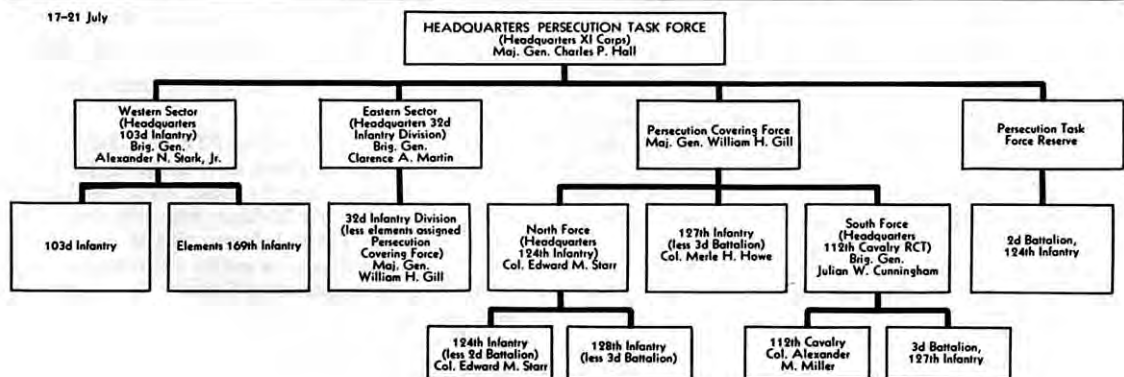 17–21 July
HEADQUARTERS PERSECUTION TASK FORCE
(Headquarters XI Corps)
Maj. Gen. Charles P. Hall
Western Sector
(Headquarters
103d Infantry)
Brig. Gen.
Alexander N. Stark, Jr.
Eastern Sector
(Headquarters 32d
Infantry Division)
Brig. Gen.
Clarence A. Martin
Persecution Covering Force
Maj. Gen. William H. Gill
Persecution Task
Force Reserve
103d Infantry
Elements 169th Infantry
32d Infantry Division
(less elements assigned
Persecution
Covering Force)
Maj. Gen.
William H. Gill
North Force
(Headquarters
124th Infantry)
Col. Edward M. Starr
127th Infantry
(less 3d Battalion)
Col. Merle H. Howe
South Force
(Headquarters
112th Cavalry RCT)
Brig. Gen.
Julian W. Cunningham
2d Battalion,
124th Infantry
124th Infantry
(less 2d Battalion)
Col. Edward M. Starr
128th Infantry
(less 3d Battalion)
112th Cavalry
Col. Alexander
M. Miller
3d Battalion,
127th Infantry